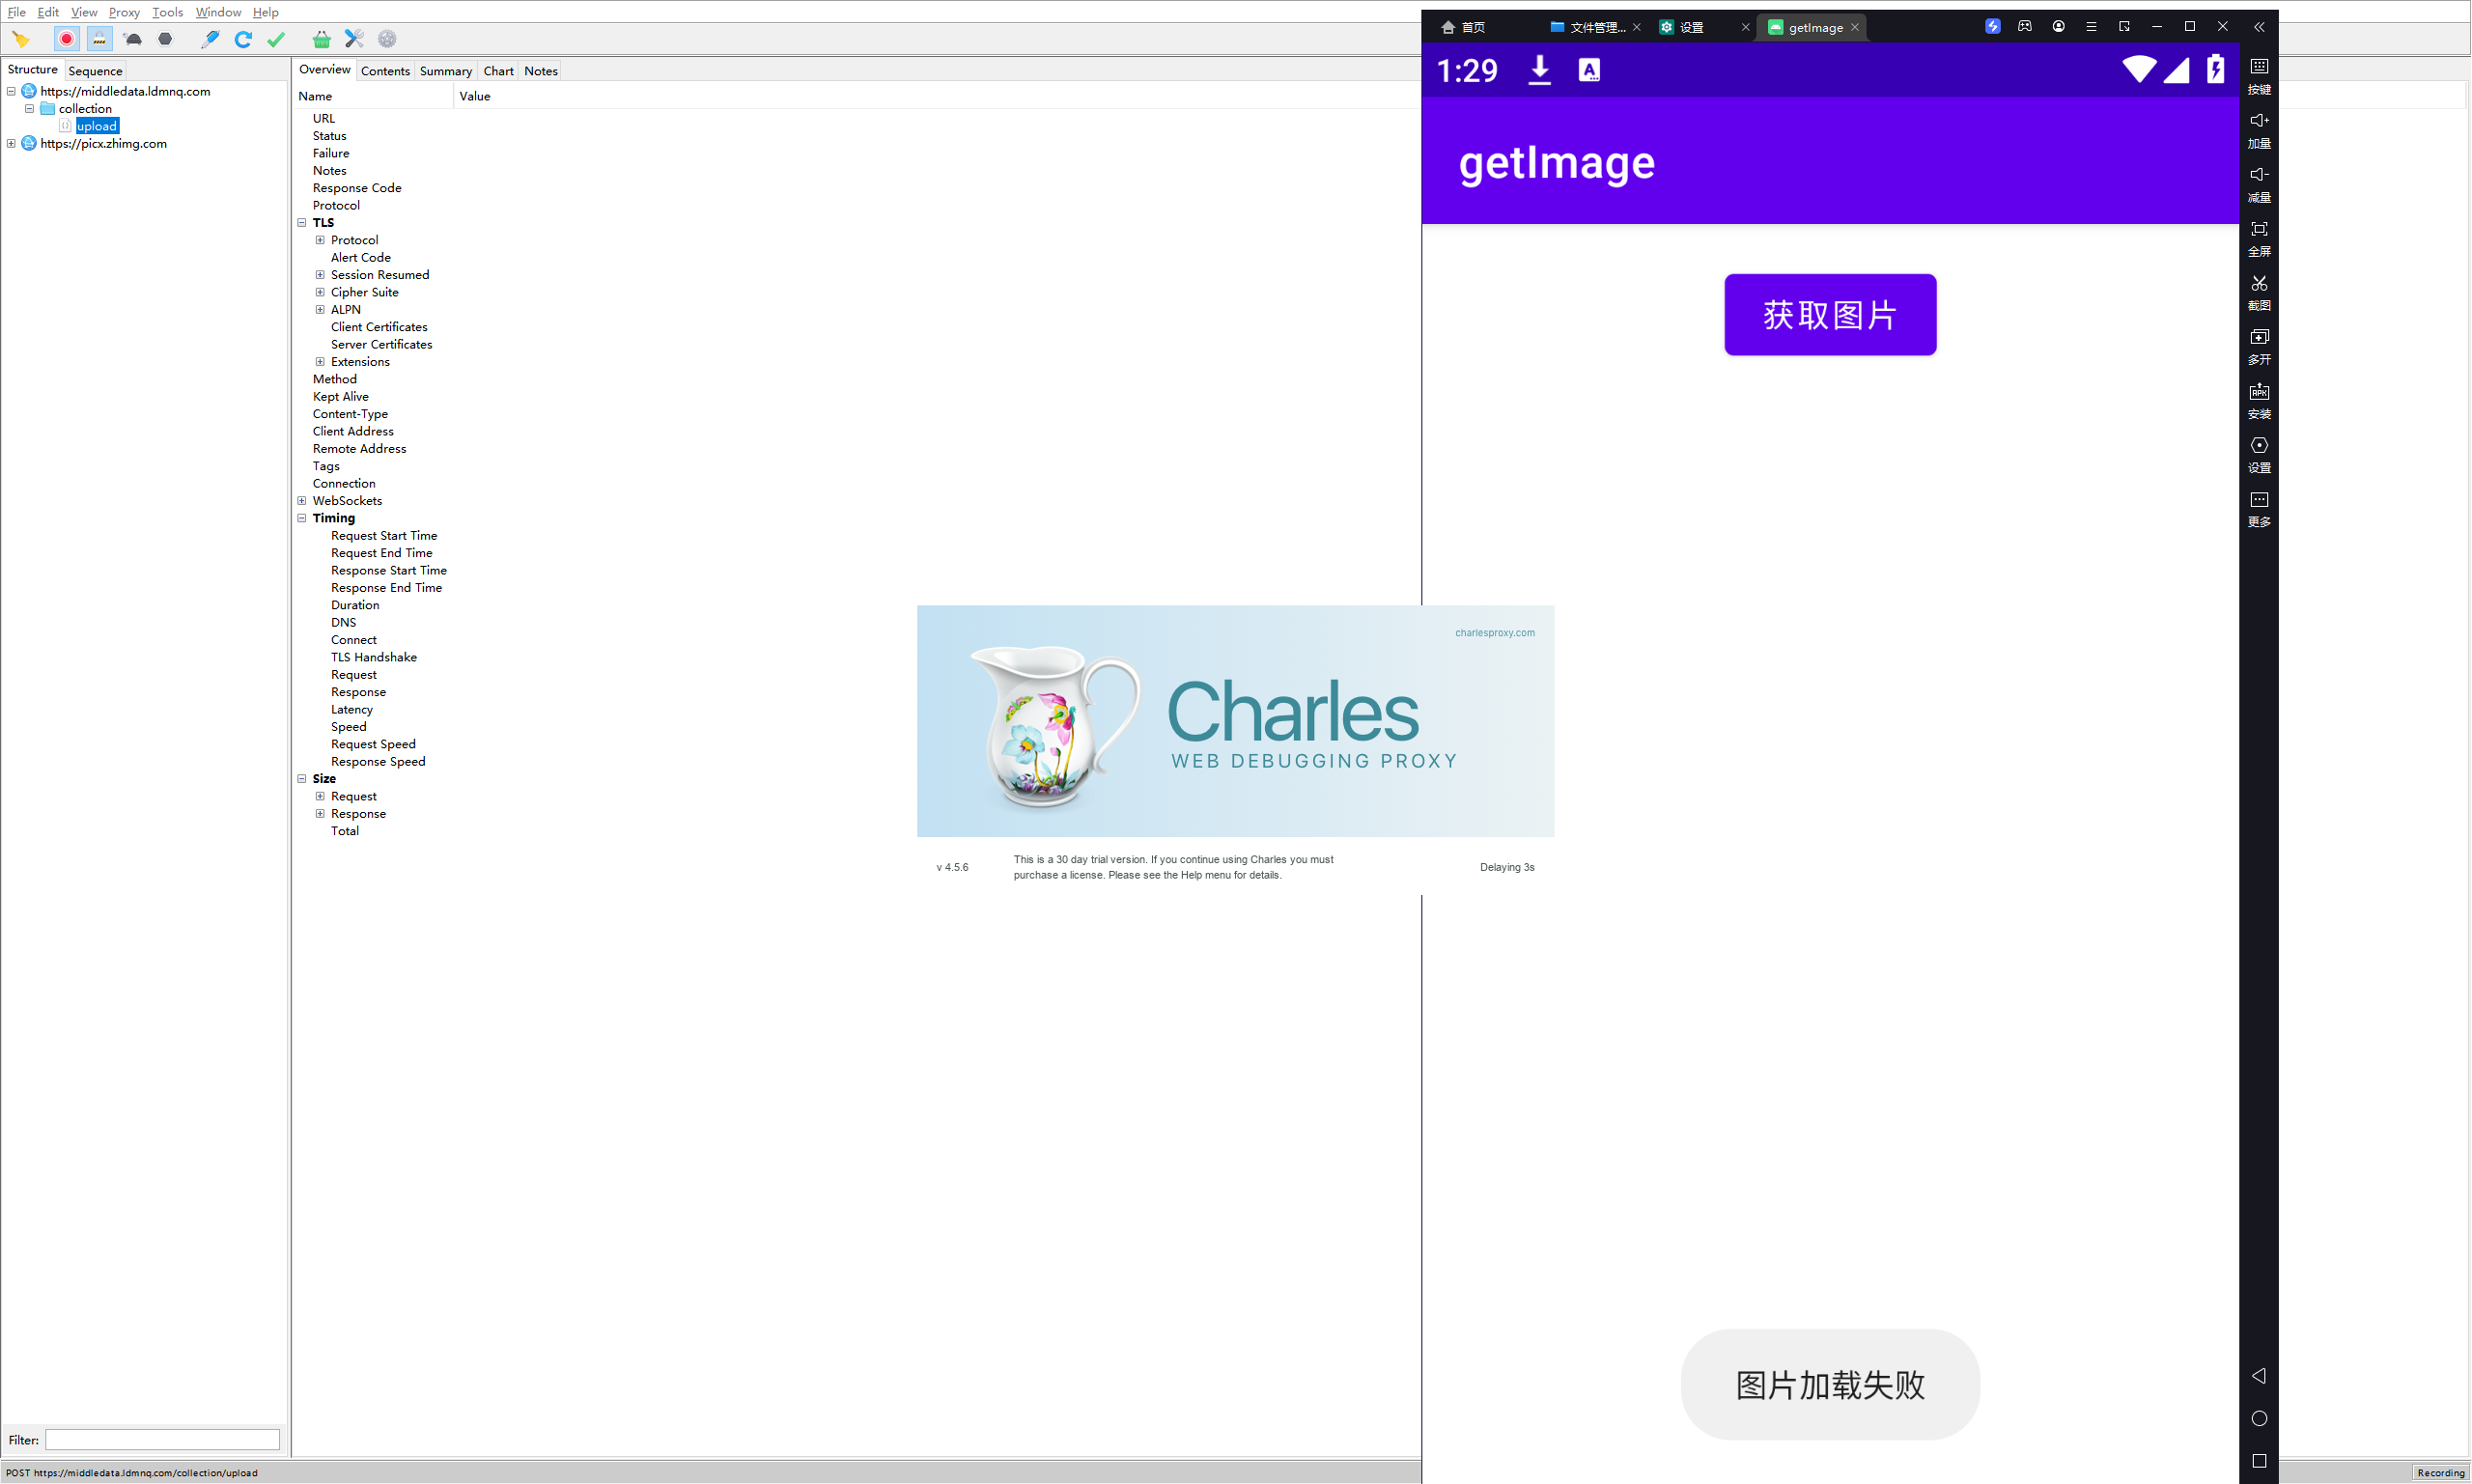 File Edit View Proxy Tools Window Help
Structure Sequence
https://middledata.ldmnq.com
collection
upload
https://picx.zhimg.com
Filter:
POST https://middledata.ldmnq.com/collection/upload
Overview Contents Summary Chart Notes
Name Value
URL
Status
Failure
Notes
Response Code
Protocol
TLS
Protocol
Alert Code
Session Resumed
Cipher Suite
ALPN
Client Certificates
Server Certificates
Extensions
Method
Kept Alive
Content-Type
Client Address
Remote Address
Tags
Connection
WebSockets
Timing
Request Start Time
Request End Time
Response Start Time
Response End Time
Duration
DNS
Connect
TLS Handshake
Request
Response
Latency
Speed
Request Speed
Response Speed
Size
Request
Response
Total
charlesproxy.com
Charles
WEB DEBUGGING PROXY
v 4.5.6
This is a 30 day trial version. If you continue using Charles you must
purchase a license. Please see the Help menu for details.
Delaying 3s
首页 文件管理... 设置 getImage
1:29 A
getImage
获取图片
图片加载失败
按键
加量
减量
全屏
截图
多开
APK
安装
设置
更多
Recording